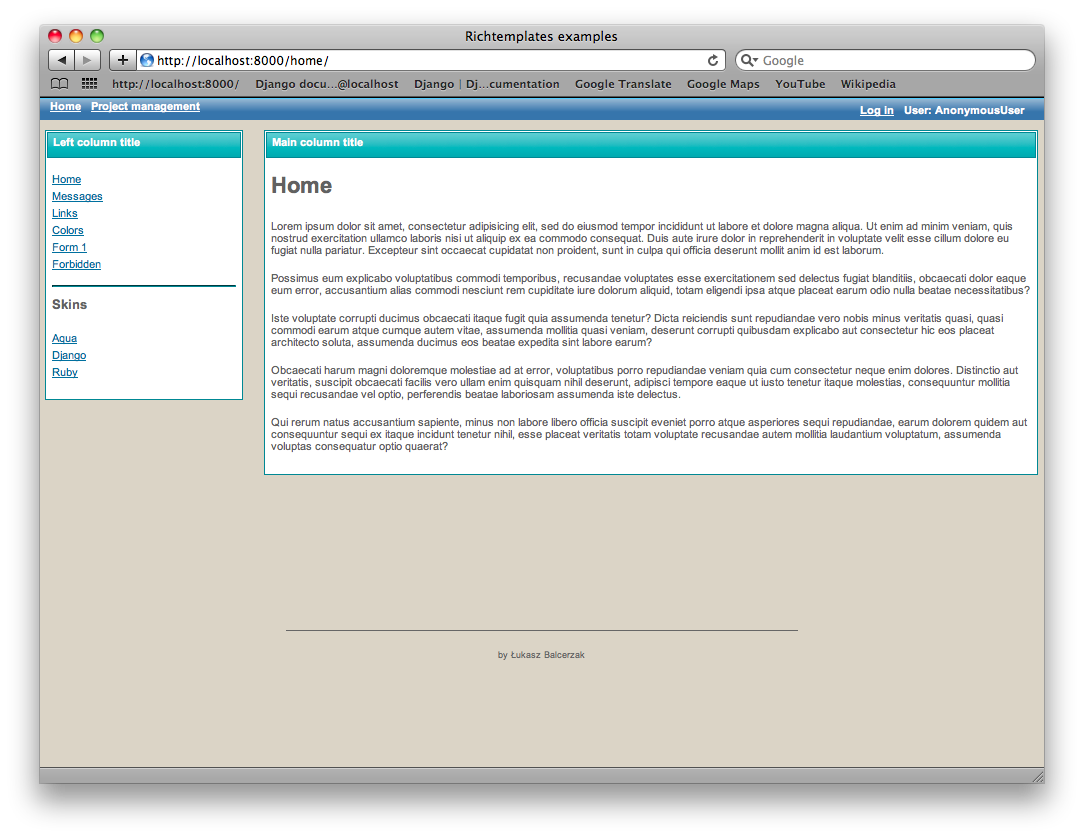 Richtemplates examples
http://localhost:8000/home/
Google
http://localhost:8000/ Django docu...@localhost Django | Dj...cumentation Google Translate Google Maps YouTube Wikipedia
Home Project management
Log in User: AnonymousUser
Left column title
Home
Messages
Links
Colors
Form 1
Forbidden
Skins
Aqua
Django
Ruby
Main column title
Home
Lorem ipsum dolor sit amet, consectetur adipisicing elit, sed do eiusmod tempor incididunt ut labore et dolore magna aliqua. Ut enim ad minim veniam, quis
nostrud exercitation ullamco laboris nisi ut aliquip ex ea commodo consequat. Duis aute irure dolor in reprehenderit in voluptate velit esse cillum dolore eu
fugiat nulla pariatur. Excepteur sint occaecat cupidatat non proident, sunt in culpa qui officia deserunt mollit anim id est laborum.
Possimus eum explicabo voluptatibus commodi temporibus, recusandae voluptates esse exercitationem sed delectus fugiat blanditiis, obcaecati dolor eaque
eum error, accusantium alias commodi nesciunt rem cupiditate iure dolorum aliquid, totam eligendi ipsa atque placeat earum odio nulla beatae necessitatibus?
Iste voluptate corrupti ducimus obcaecati itaque fugit quia assumenda tenetur? Dicta reiciendis sunt repudiandae vero nobis minus veritatis quasi, quasi
commodi earum atque cumque autem vitae, assumenda mollitia quasi veniam, deserunt corrupti quibusdam explicabo aut consectetur hic eos placeat
architecto soluta, assumenda ducimus eos beatae expedita sint labore earum?
Obcaecati harum magni doloremque molestiae ad at error, voluptatibus porro repudiandae veniam quia cum consectetur neque enim dolores. Distinctio aut
veritatis, suscipit obcaecati facilis vero ullam enim quisquam nihil deserunt, adipisci tempore eaque ut iusto tenetur itaque molestias, consequuntur mollitia
sequi recusandae vel optio, perferendis beatae laboriosam assumenda iste delectus.
Qui rerum natus accusantium sapiente, minus non labore libero officia suscipit eveniet porro atque asperiores sequi repudiandae, earum dolorem quidem aut
consequuntur sequi ex itaque incidunt tenetur nihil, esse placeat veritatis totam voluptate recusandae autem mollitia laudantium voluptatum, assumenda
voluptas consequatur optio quaerat?
by Łukasz Balcerzak